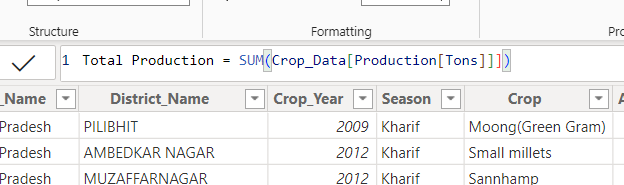 Structure Formatting Pro
1 Total Production = SUM(Crop_Data[Production[Tons]]])
_Name District_Name Crop_Year Season Crop
Pradesh PILIBHIT 2009 Kharif Moong(Green Gram)
Pradesh AMBEDKAR NAGAR 2012 Kharif Small millets
Pradesh MUZAFFARNAGAR 2012 Kharif Sannhamp